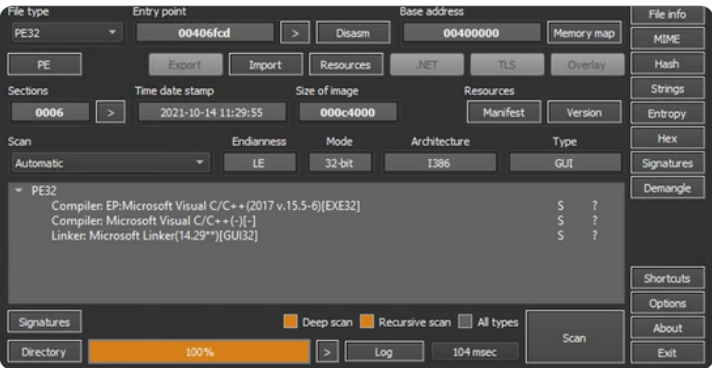 File type Entry point Base address File info
PE32 00406fcd > Disasm 00400000 Memory map MIME
PE Export Import Resources .NET TLS Overlay Hash
Sections Time date stamp Size of image Resources Strings
0006 > 2021-10-14 11:29:55 000c4000 Manifest Version Entropy
Scan Endianness Mode Architecture Type Hex
Automatic LE 32-bit I386 GUI Signatures
PE32 Demangle
Compiler: EP:Microsoft Visual C/C++(2017 v.15.5-6)[EXE32] S ?
Compiler: Microsoft Visual C/C++(-)[-] S ?
Linker: Microsoft Linker(14.29**)[GUI32] S ?
Shortcuts
Options
Signatures Deep scan Recursive scan All types Scan About
Directory 100% > Log 104 msec Exit